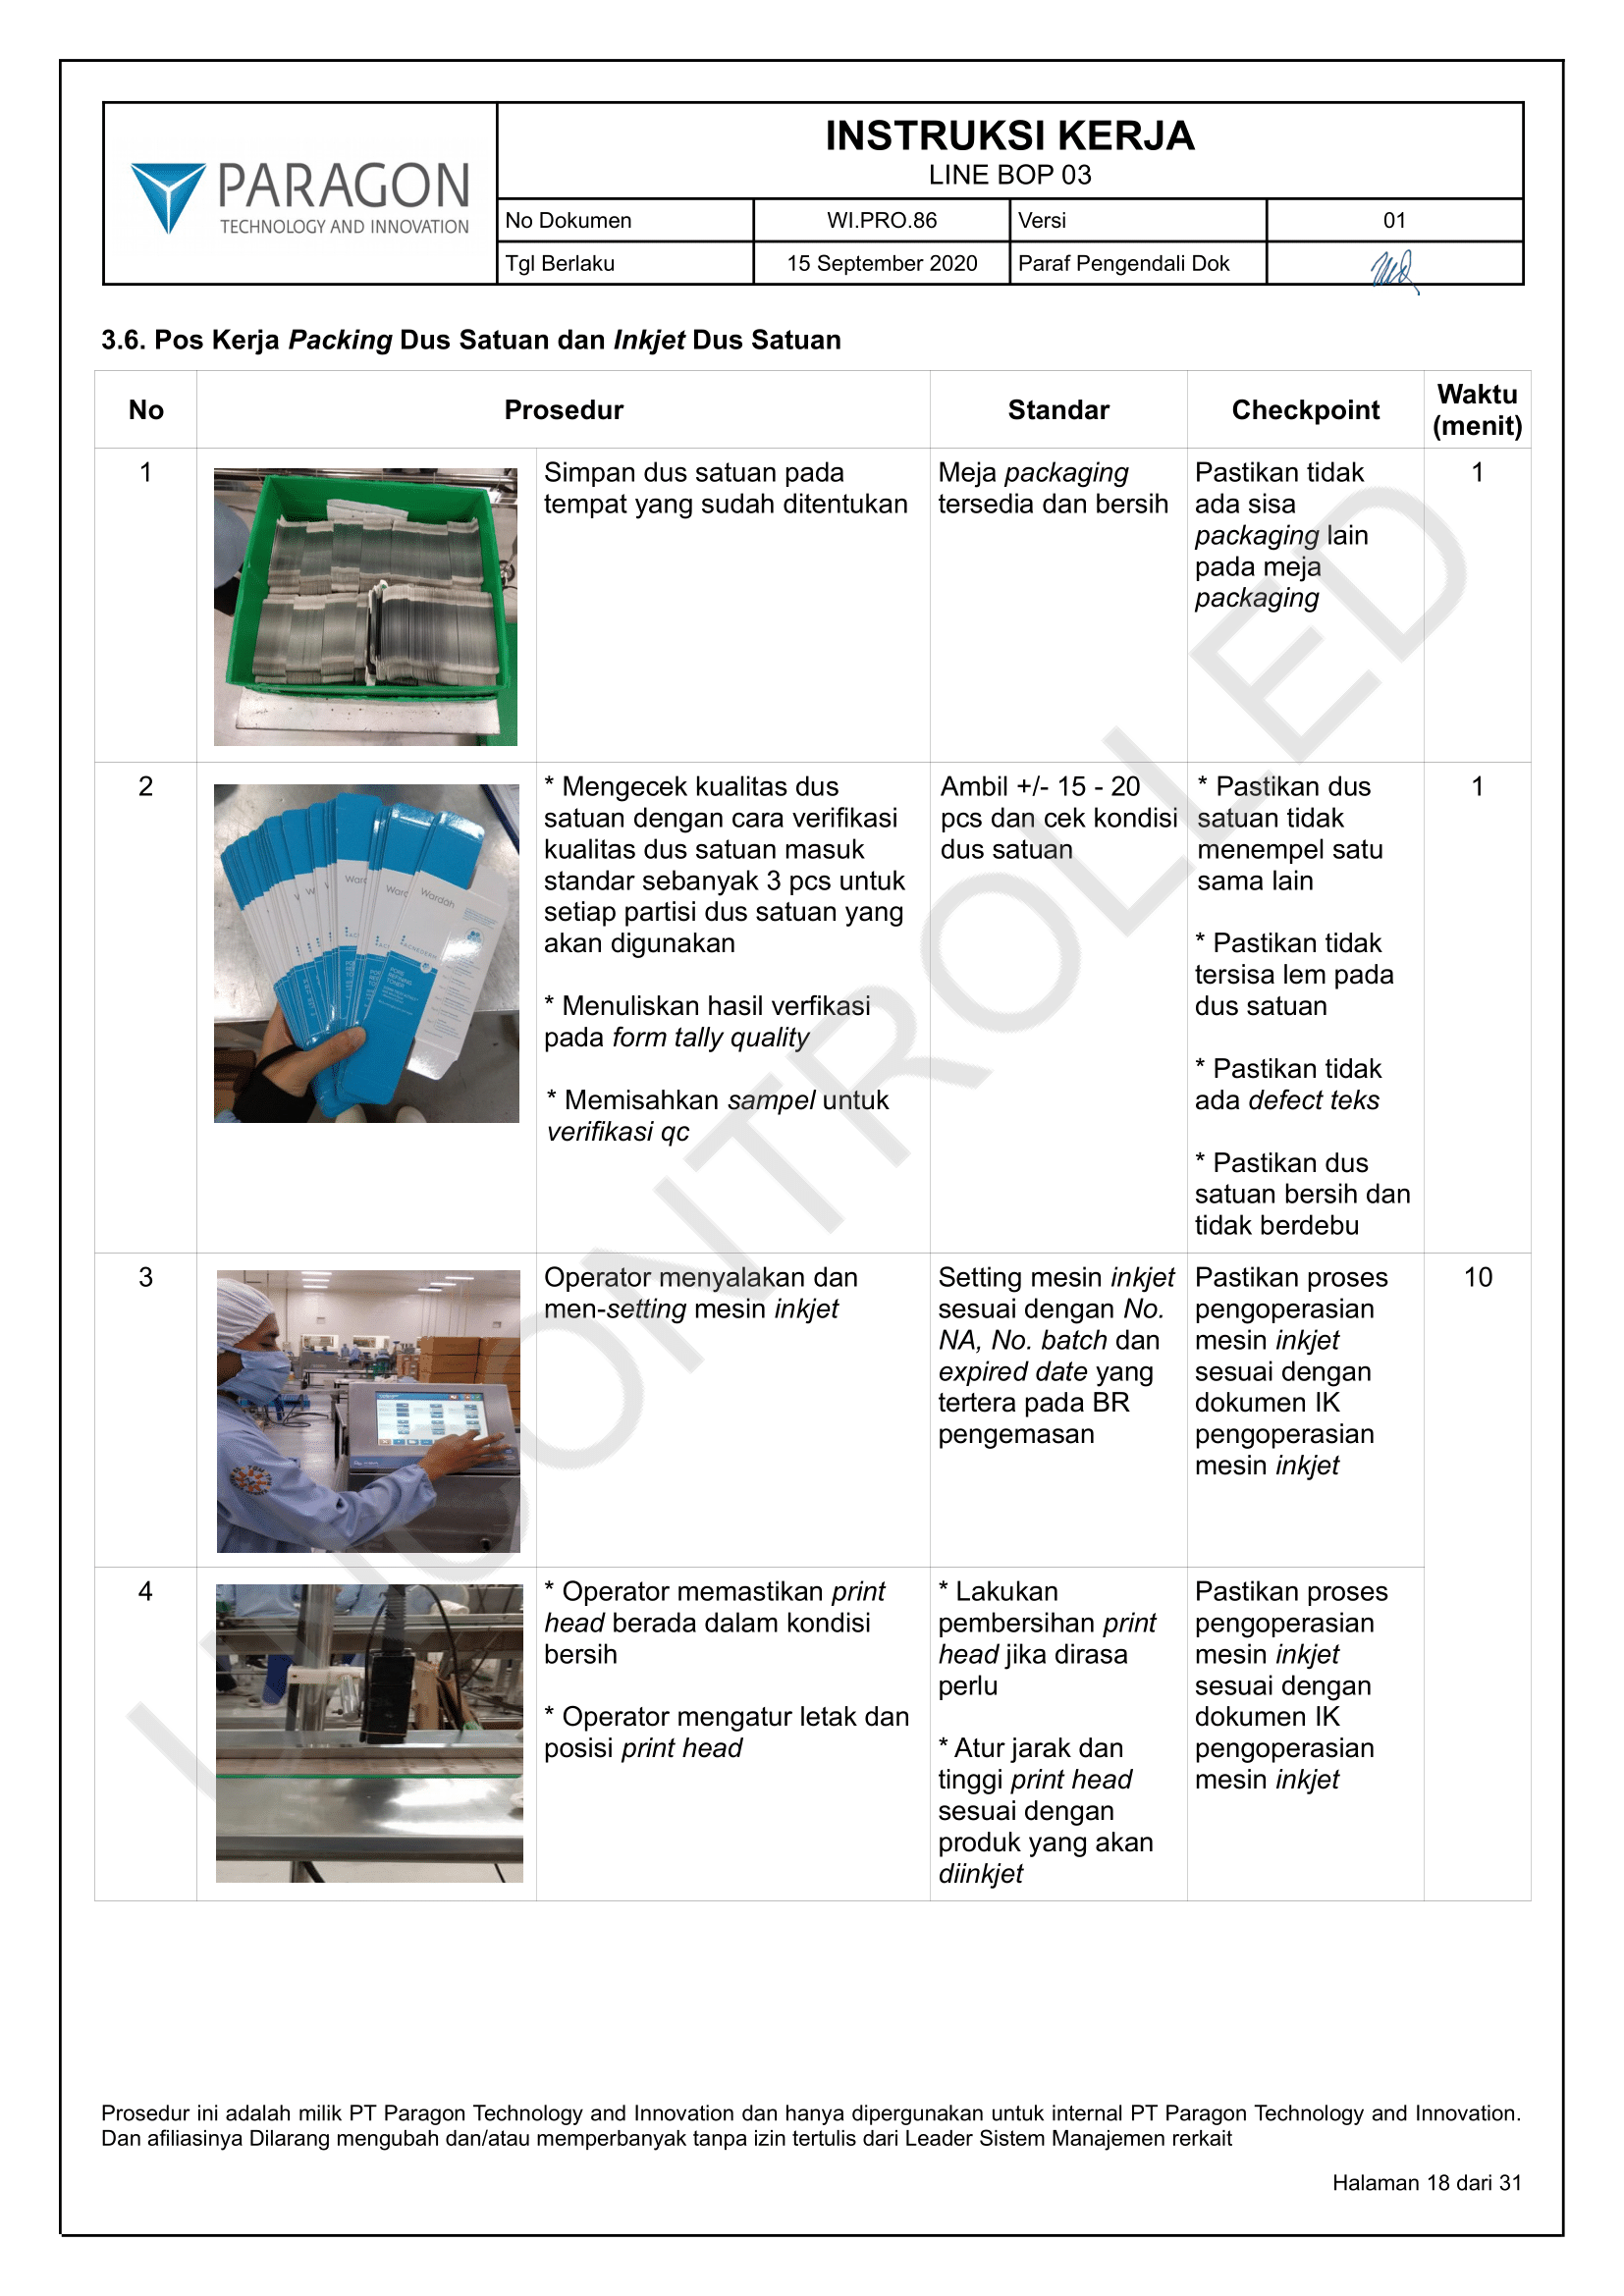 PARAGON
TECHNOLOGY AND INNOVATION
INSTRUKSI KERJA
LINE BOP 03
No Dokumen
WI.PRO.86
Versi
01
Tgl Berlaku
15 September 2020
Paraf Pengendali Dok
3.6. Pos Kerja Packing Dus Satuan dan Inkjet Dus Satuan
No
Prosedur
Standar
Checkpoint
Waktu
(menit)
1
Simpan dus satuan pada
tempat yang sudah ditentukan
Meja packaging
tersedia dan bersih
Pastikan tidak
ada sisa
packaging lain
pada meja
packaging
1
2
Wardah
* Mengecek kualitas dus
satuan dengan cara verifikasi
kualitas dus satuan masuk
standar sebanyak 3 pcs untuk
setiap partisi dus satuan yang
akan digunakan
* Menuliskan hasil verfikasi
pada form tally quality
* Memisahkan sampel untuk
verifikasi qc
Ambil +/- 15 - 20
pcs dan cek kondisi
dus satuan
* Pastikan dus
satuan tidak
menempel satu
sama lain
* Pastikan tidak
tersisa lem pada
dus satuan
* Pastikan tidak
ada defect teks
* Pastikan dus
satuan bersih dan
tidak berdebu
1
3
Operator menyalakan dan
men-setting mesin inkjet
Setting mesin inkjet
sesuai dengan No.
NA, No. batch dan
expired date yang
tertera pada BR
pengemasan
Pastikan proses
pengoperasian
mesin inkjet
sesuai dengan
dokumen IK
pengoperasian
mesin inkjet
10
4
* Operator memastikan print
head berada dalam kondisi
bersih
* Operator mengatur letak dan
posisi print head
* Lakukan
pembersihan print
head jika dirasa
perlu
* Atur jarak dan
tinggi print head
sesuai dengan
produk yang akan
diinkjet
Pastikan proses
pengoperasian
mesin inkjet
sesuai dengan
dokumen IK
pengoperasian
mesin inkjet
UNCONTROLLED
Prosedur ini adalah milik PT Paragon Technology and Innovation dan hanya dipergunakan untuk internal PT Paragon Technology and Innovation.
Dan afiliasinya Dilarang mengubah dan/atau memperbanyak tanpa izin tertulis dari Leader Sistem Manajemen rerkait
Halaman 18 dari 31